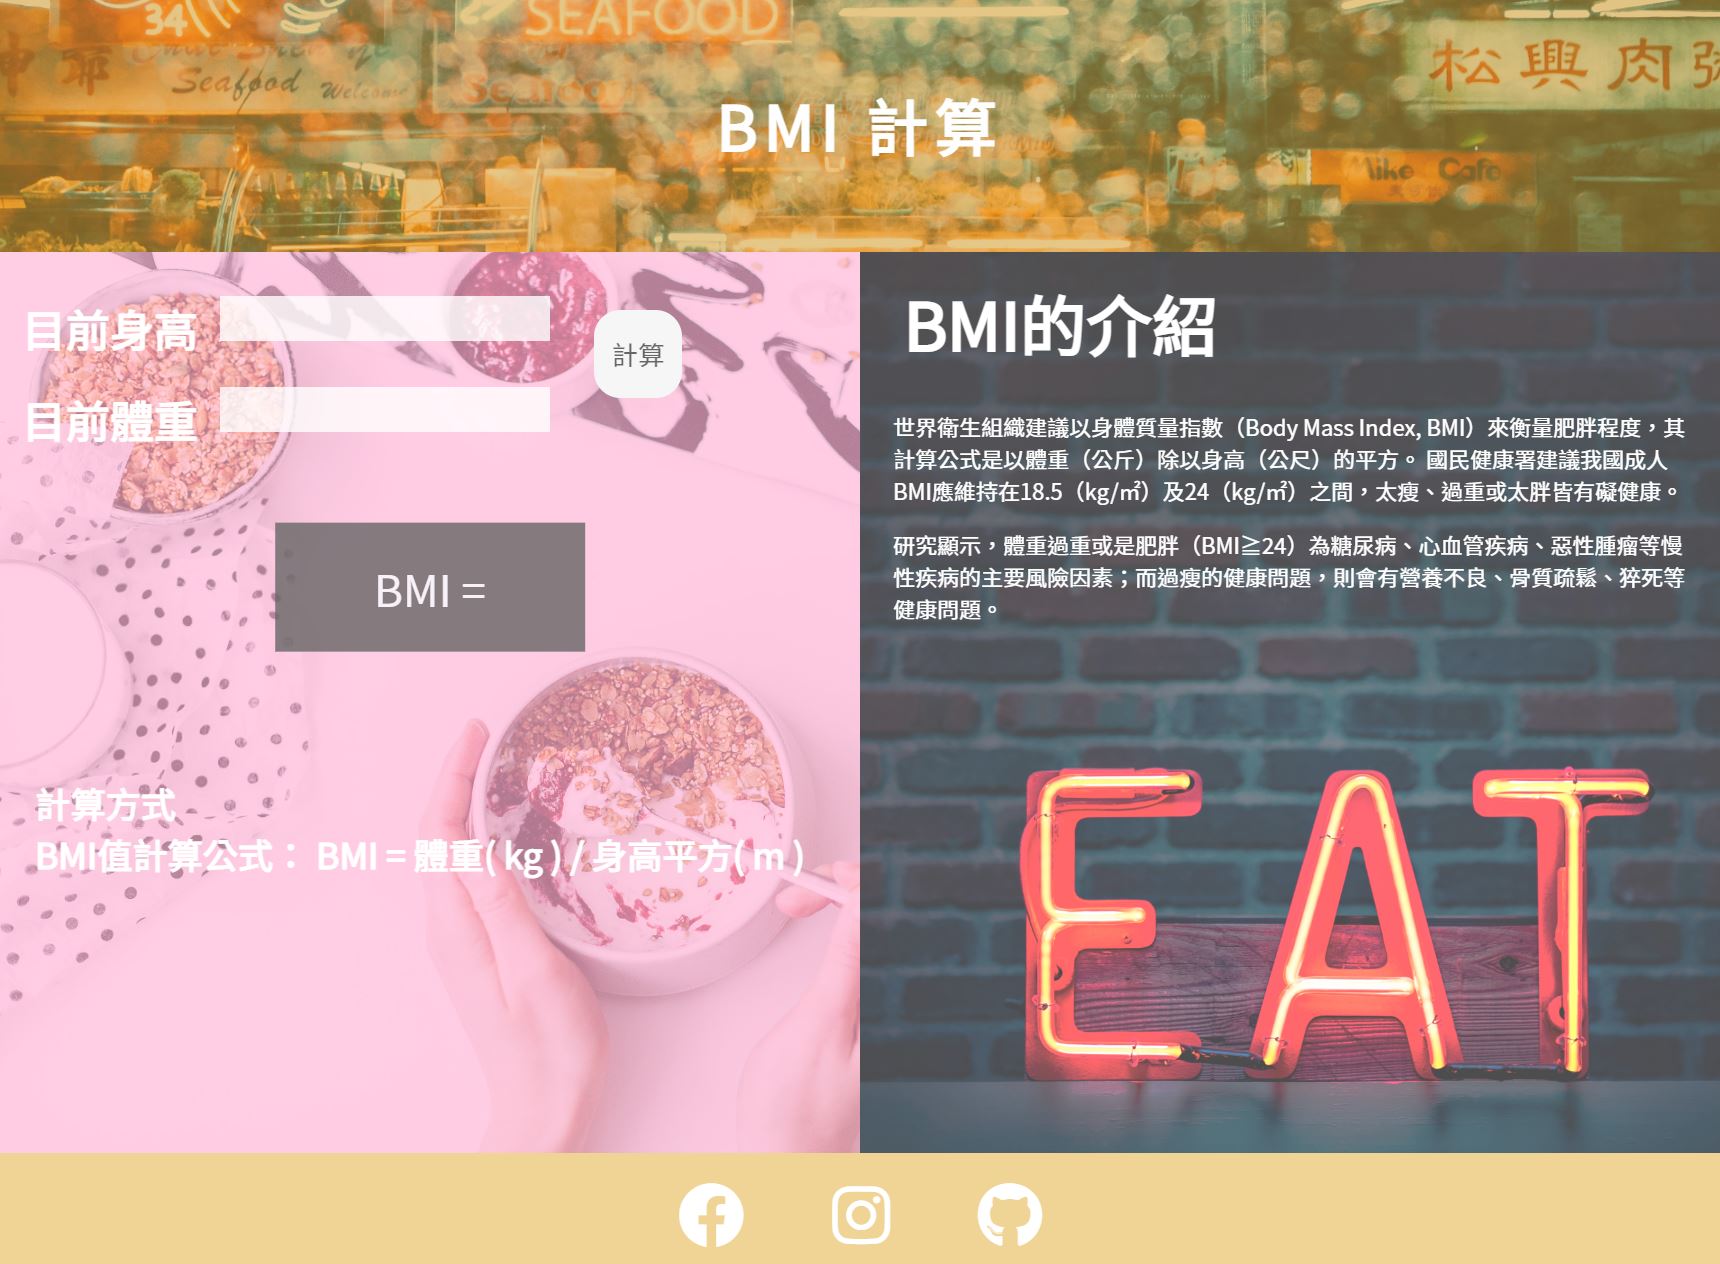 34
SEAFOOD
Seafood Welcome
Seafoo
松興肉
Mike Cafe
BMI 計算
目前身高
計算
目前體重
BMI =
計算方式
BMI值計算公式： BMI = 體重( kg ) / 身高平方( m )
BMI的介紹
世界衛生組織建議以身體質量指數（Body Mass Index, BMI）來衡量肥胖程度，其
計算公式是以體重（公斤）除以身高（公尺）的平方。 國民健康署建議我國成人
BMI應維持在18.5（kg/㎡）及24（kg/㎡）之間，太瘦、過重或太胖皆有礙健康。
研究顯示，體重過重或是肥胖（BMI≧24）為糖尿病、心血管疾病、惡性腫瘤等慢
性疾病的主要風險因素；而過瘦的健康問題，則會有營養不良、骨質疏鬆、猝死等
健康問題。
EAT